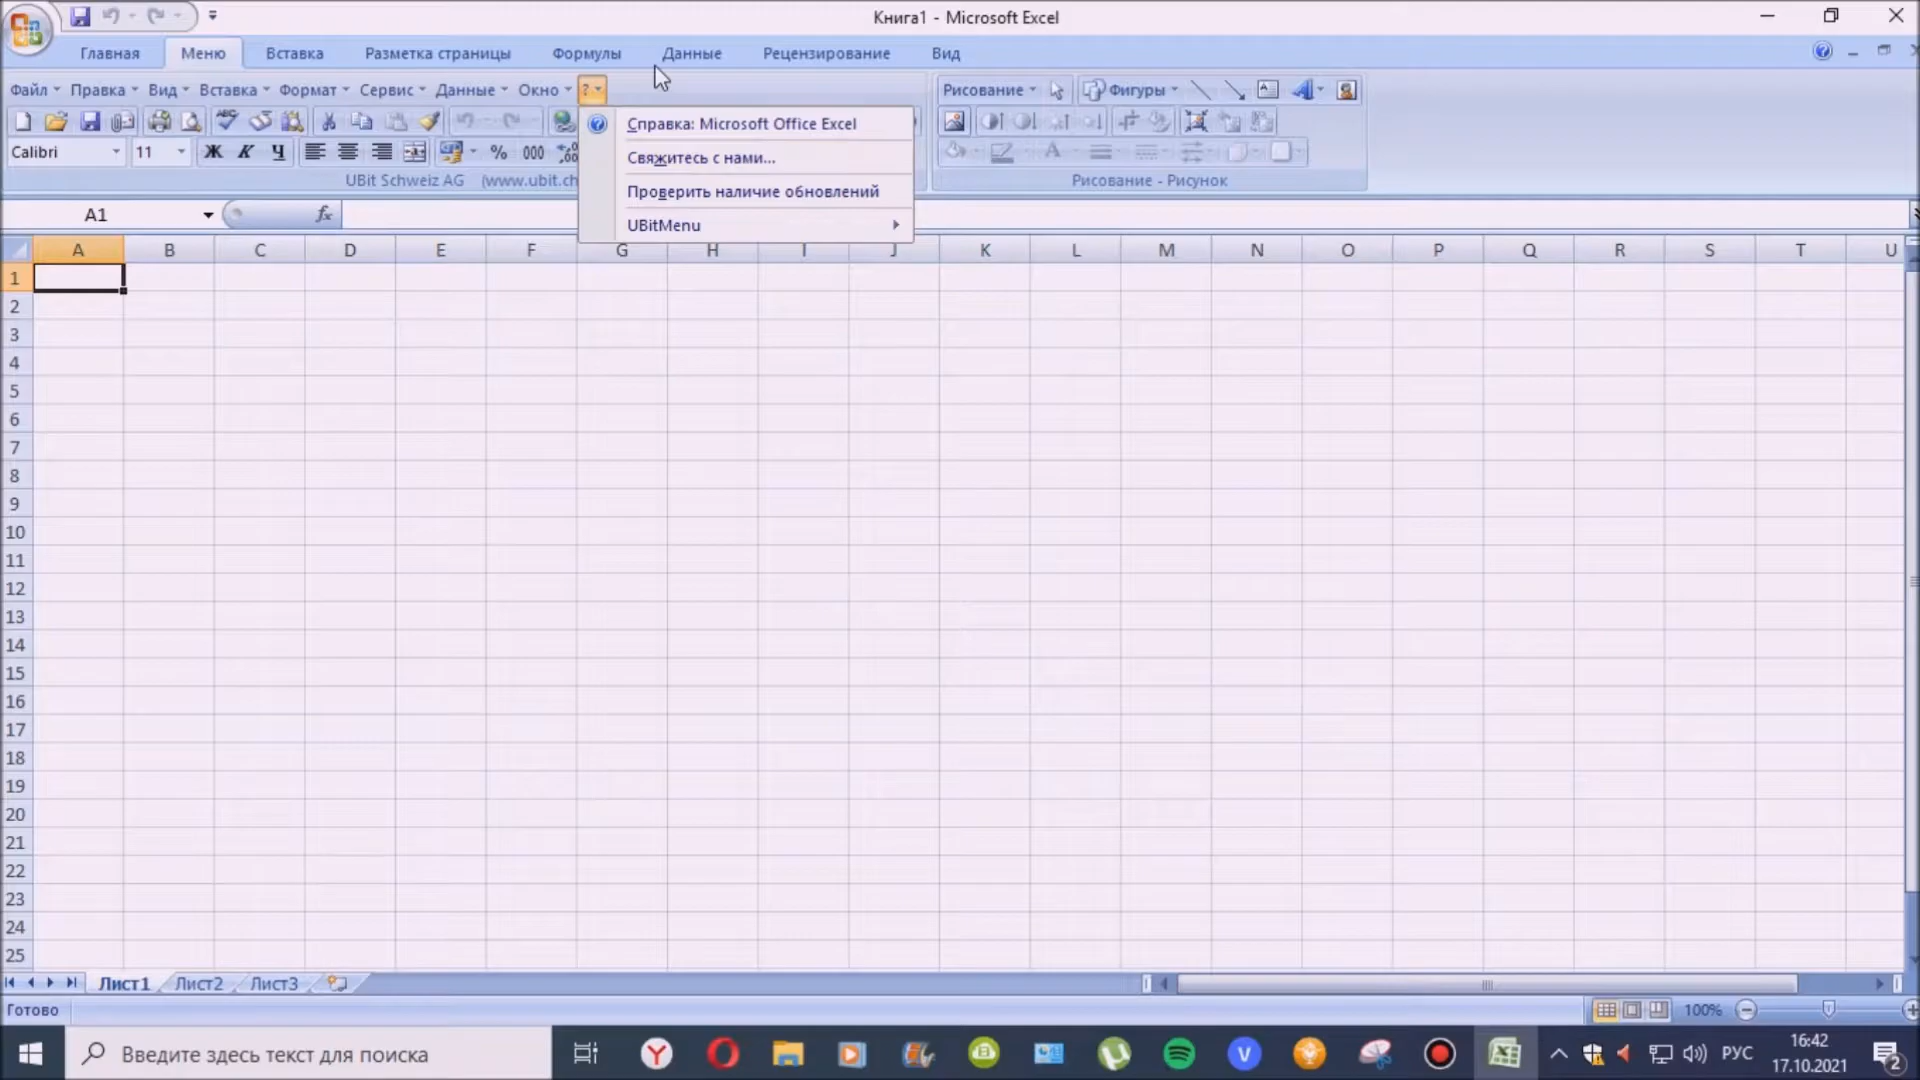 Книга1 - Microsoft Excel
Главная Меню Вставка Разметка страницы Формулы Данные Рецензирование Вид
Файл Правка Вид Вставка Формат Сервис Данные Окно ?
Рисование Фигуры
Calibri 11 Ж К Ч % 000
UBit Schweiz AG (www.ubit.ch
Рисование - Рисунок
Справка: Microsoft Office Excel
Свяжитесь с нами...
Проверить наличие обновлений
UBitMenu
A1 fx
A B C D E F G H I J K L M N O P Q R S T U
1
2
3
4
5
6
7
8
9
10
11
12
13
14
15
16
17
18
19
20
21
22
23
24
25
Лист1 Лист2 Лист3
Готово 100%
Введите здесь текст для поиска
РУС
16:42
17.10.2021
2